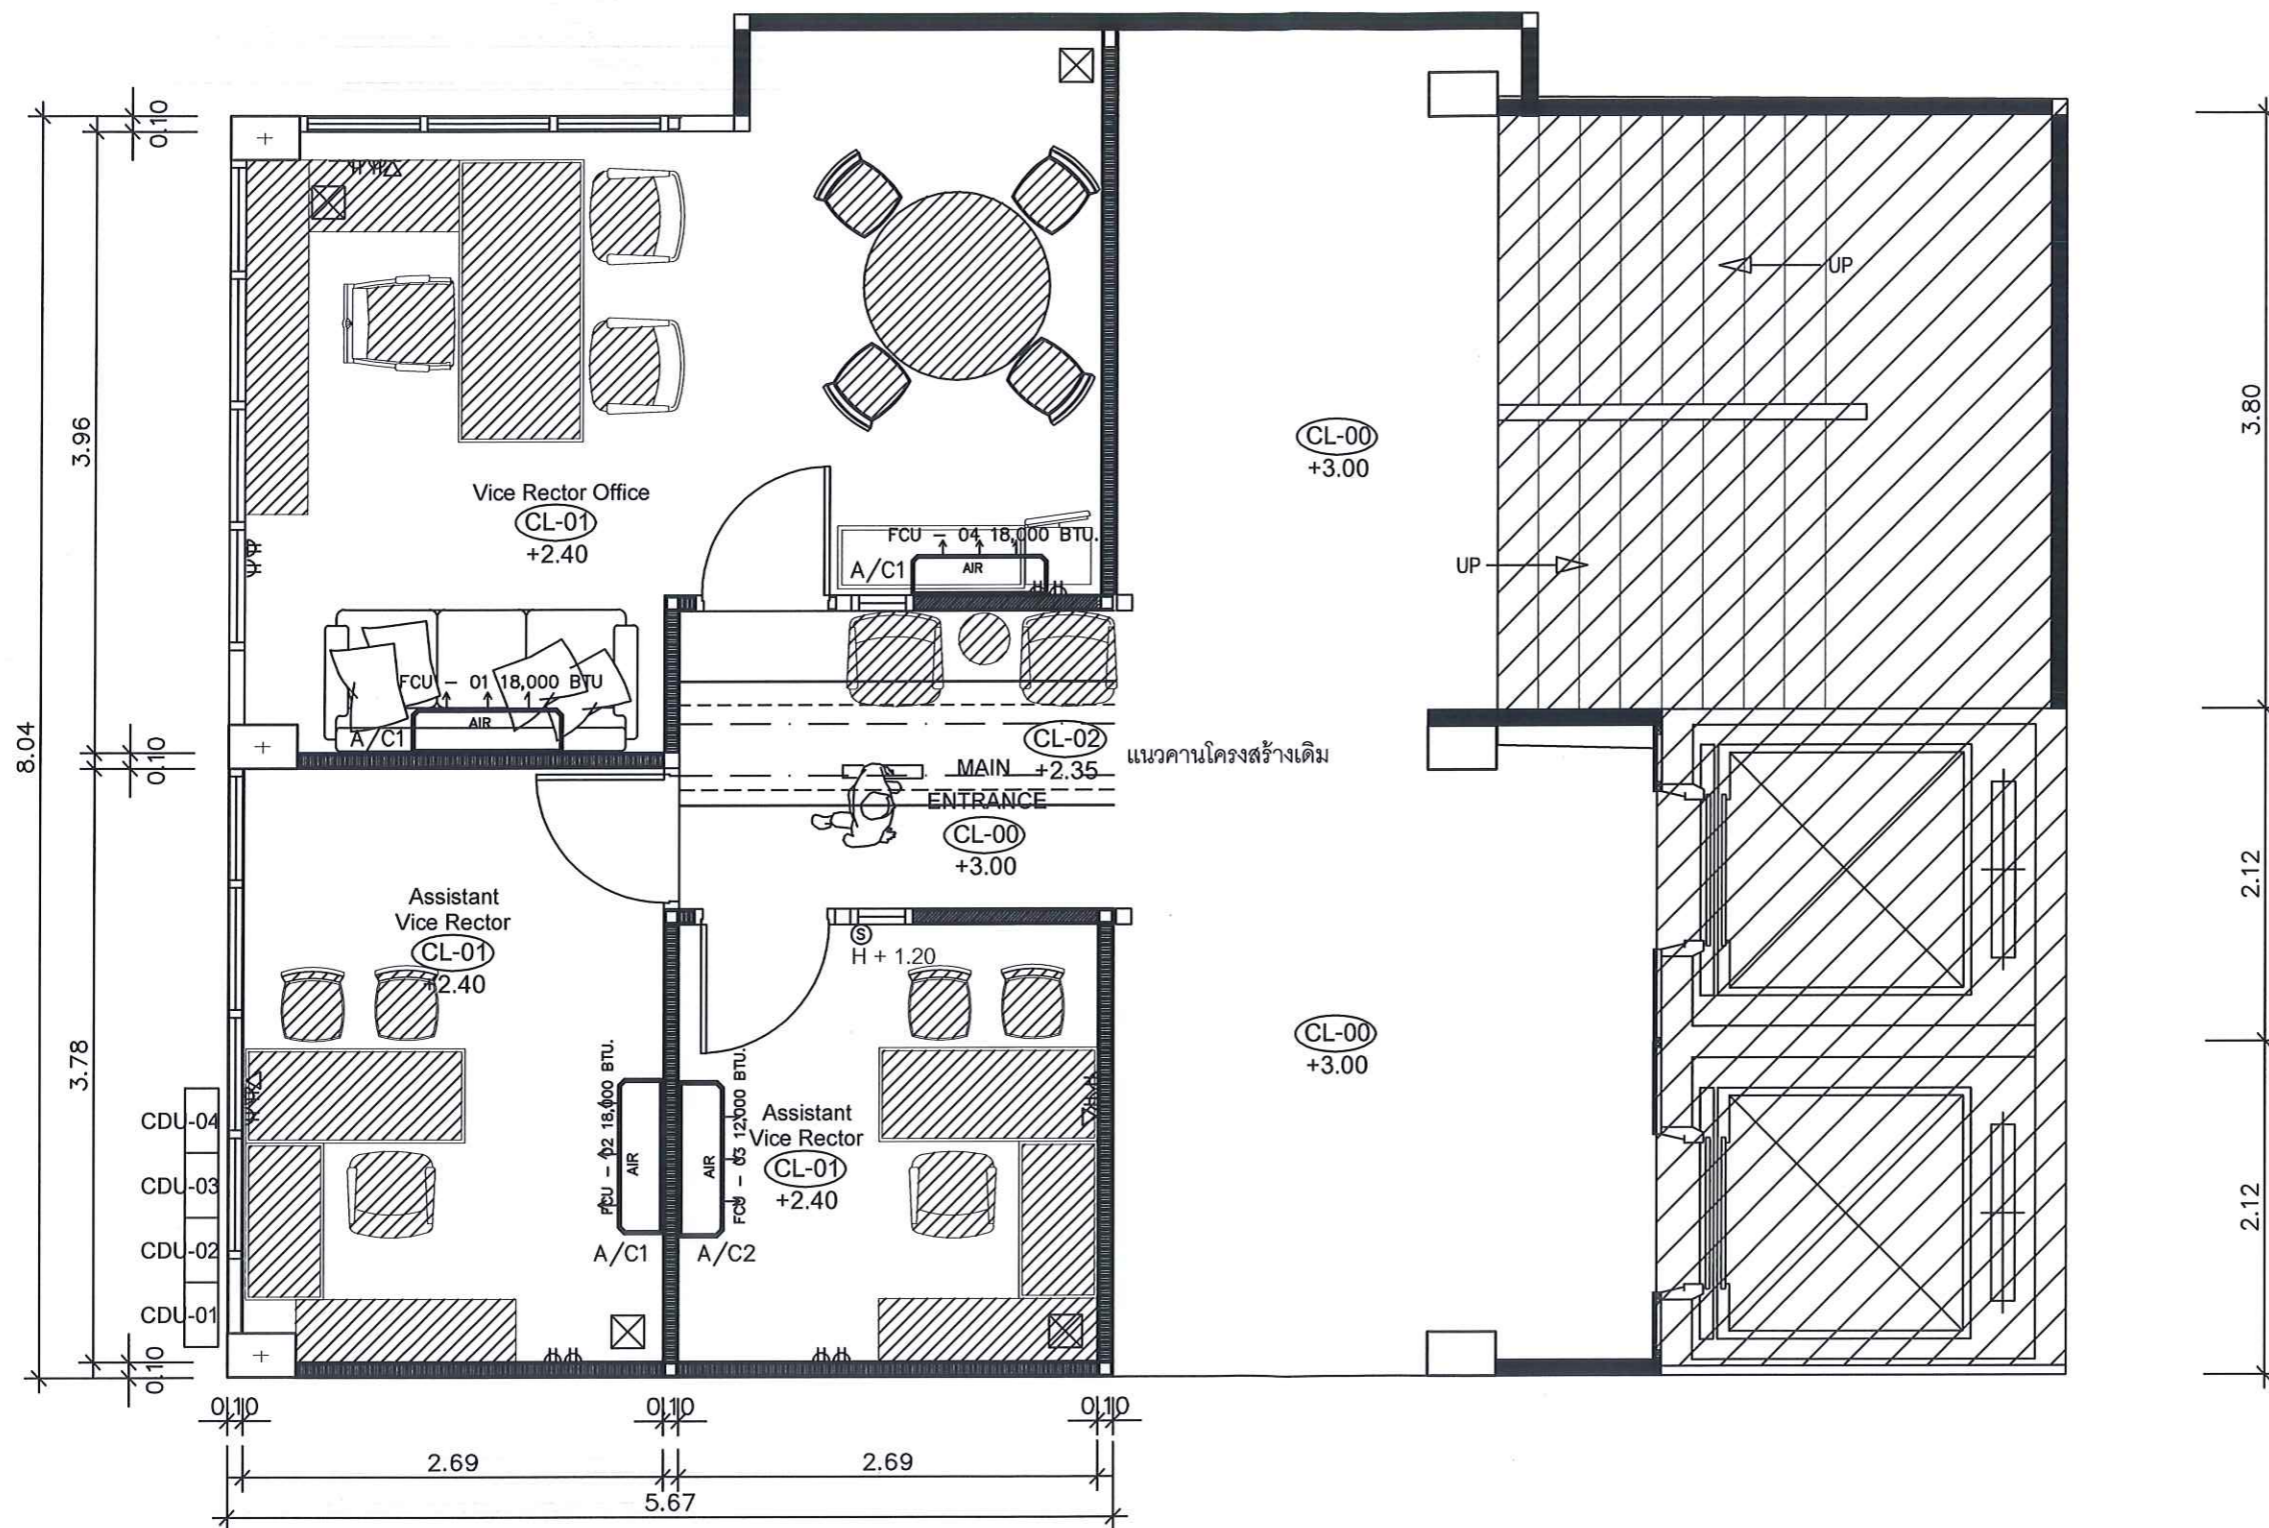 0.10
3.96
8.04
0.10
3.78
0.10
3.80
2.12
2.12
UP
UP
CL-00
+3.00
Vice Rector Office
CL-01
+2.40
FCU - 04 18,000 BTU.
A/C1
AIR
FCU - 01 18,000 BTU
AIR
A/C1
CL-02
+2.35
แนวคานโครงสร้างเดิม
MAIN
ENTRANCE
CL-00
+3.00
Assistant
Vice Rector
CL-01
+2.40
S
H + 1.20
CL-00
+3.00
FCU - 02 18,000 BTU.
AIR
A/C1
FCU - 03 12,000 BTU.
AIR
A/C2
Assistant
Vice Rector
CL-01
+2.40
CDU-04
CDU-03
CDU-02
CDU-01
0.10
0.10
0.10
2.69
2.69
5.67